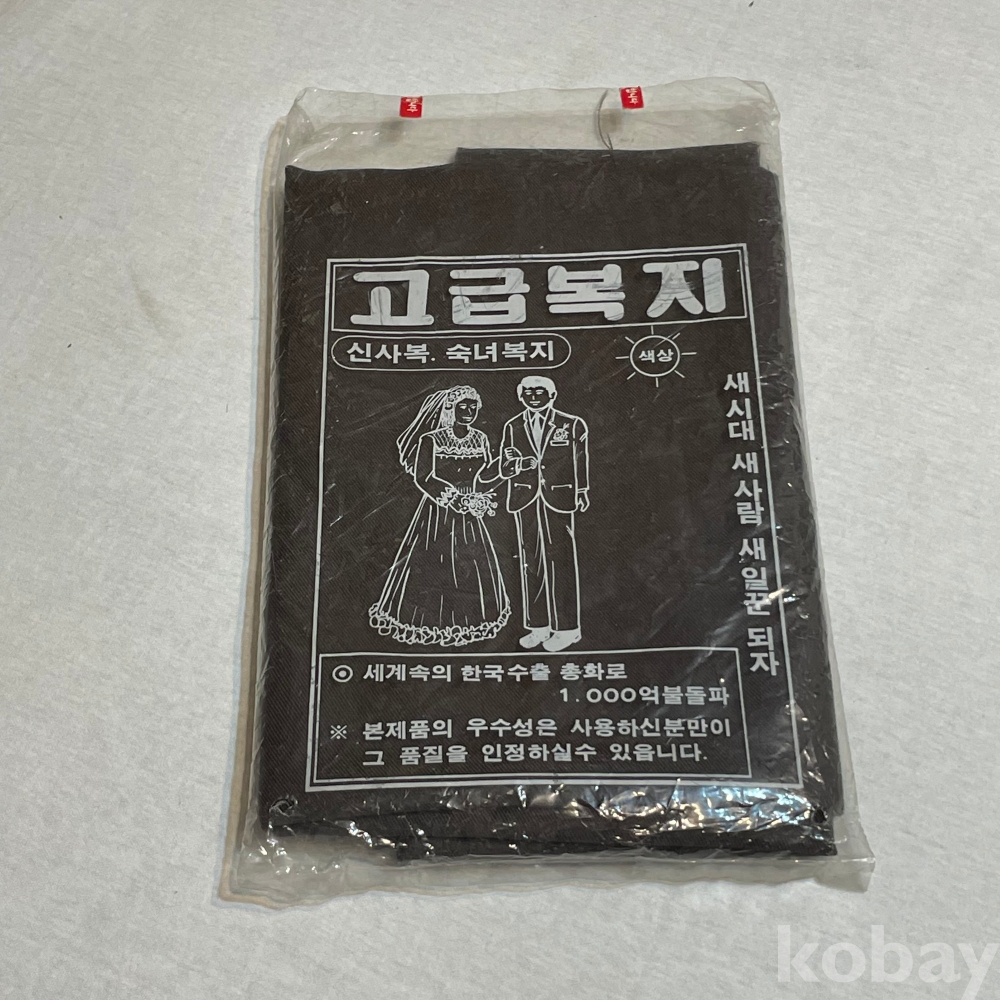 고급복지
신사복. 숙녀복지
색상
새시대 새사람 새일꾼 되자
⊙ 세계속의 한국수출 총화로
1.000억불돌파
※ 본제품의 우수성은 사용하신분만이
그 품질을 인정하실수 있읍니다.
kobay